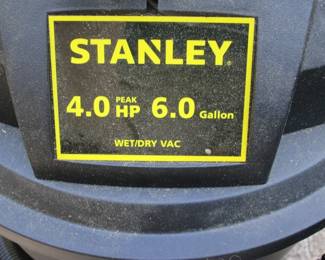 STANLEY
4.0 PEAK HP 6.0 Gallon
WET/DRY VAC